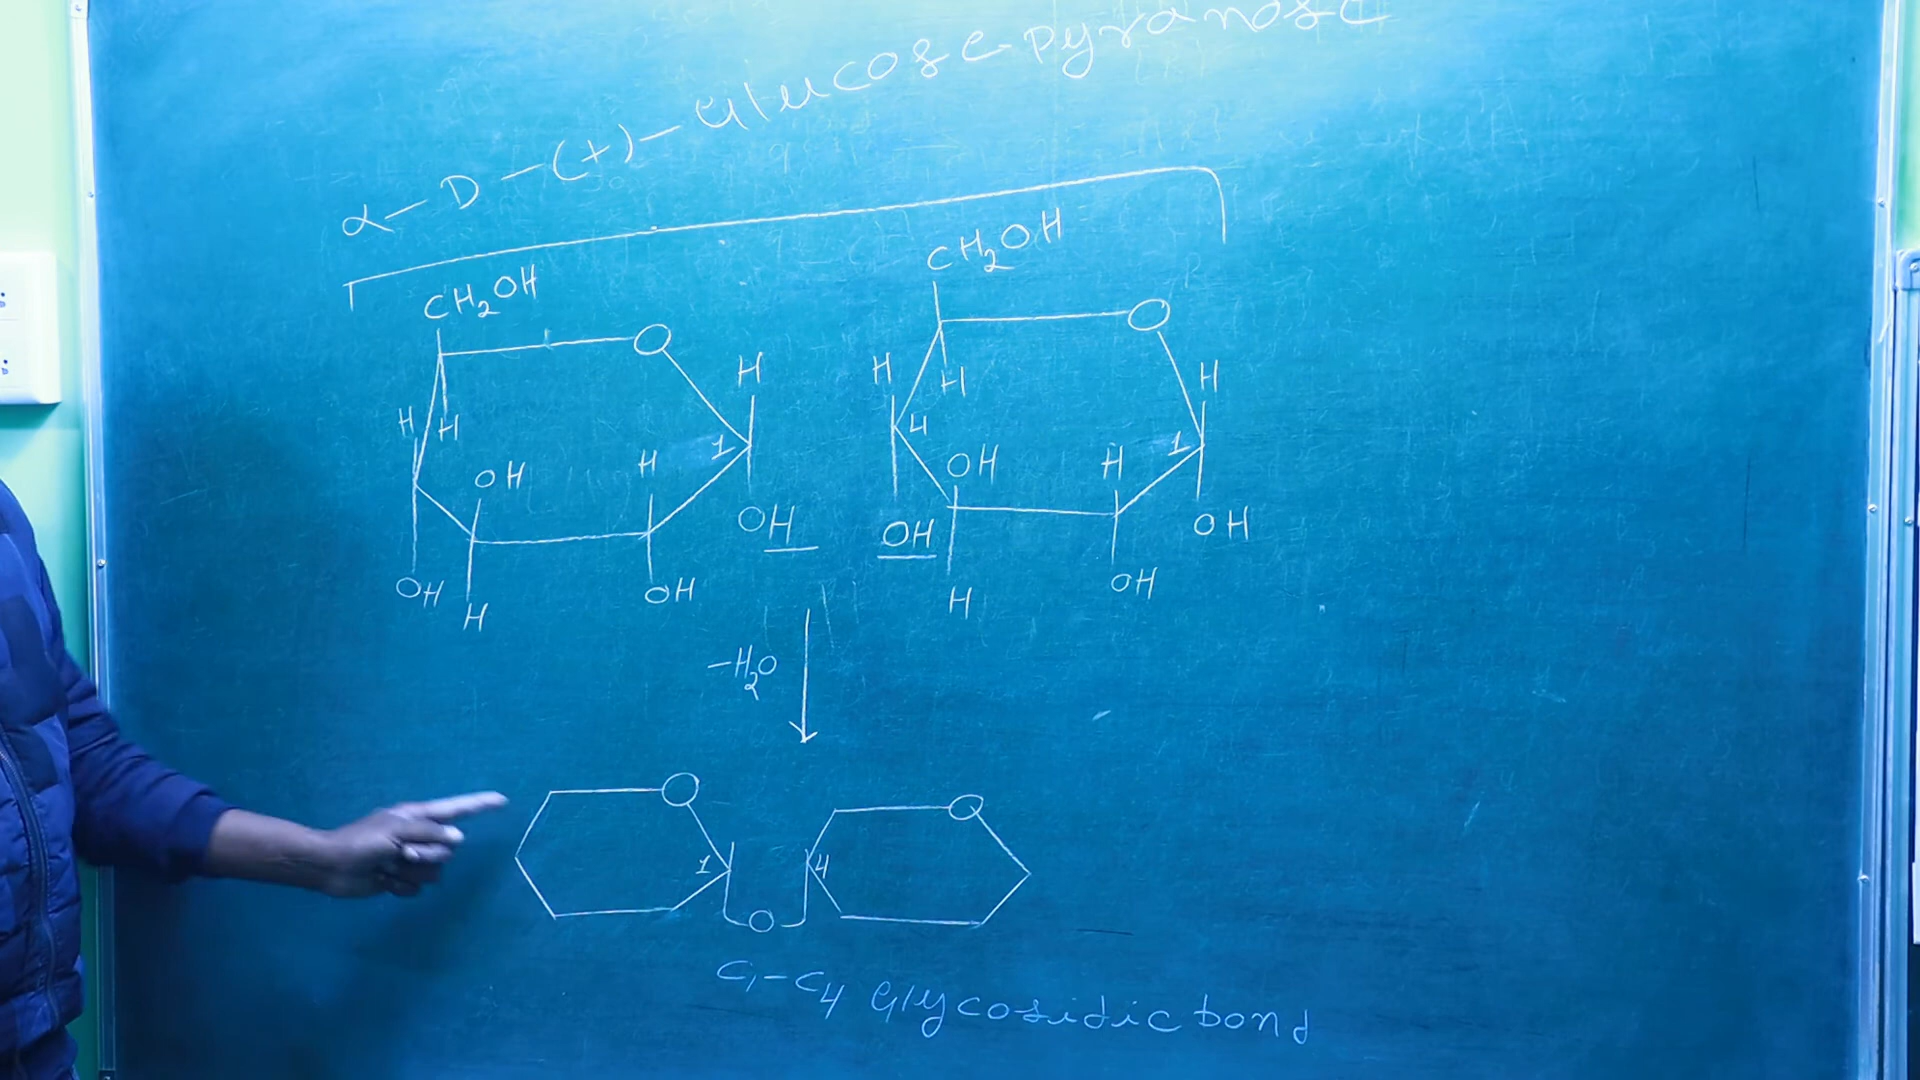 α-D-(+)-Glucose-pyranose
CH₂OH CH₂OH
O O
H H H H
H H
1 4 1
OH H OH H
OH OH OH
OH OH OH
H H
-H₂O
O O
1 4
O
C₁-C₄ Glycosidic bond